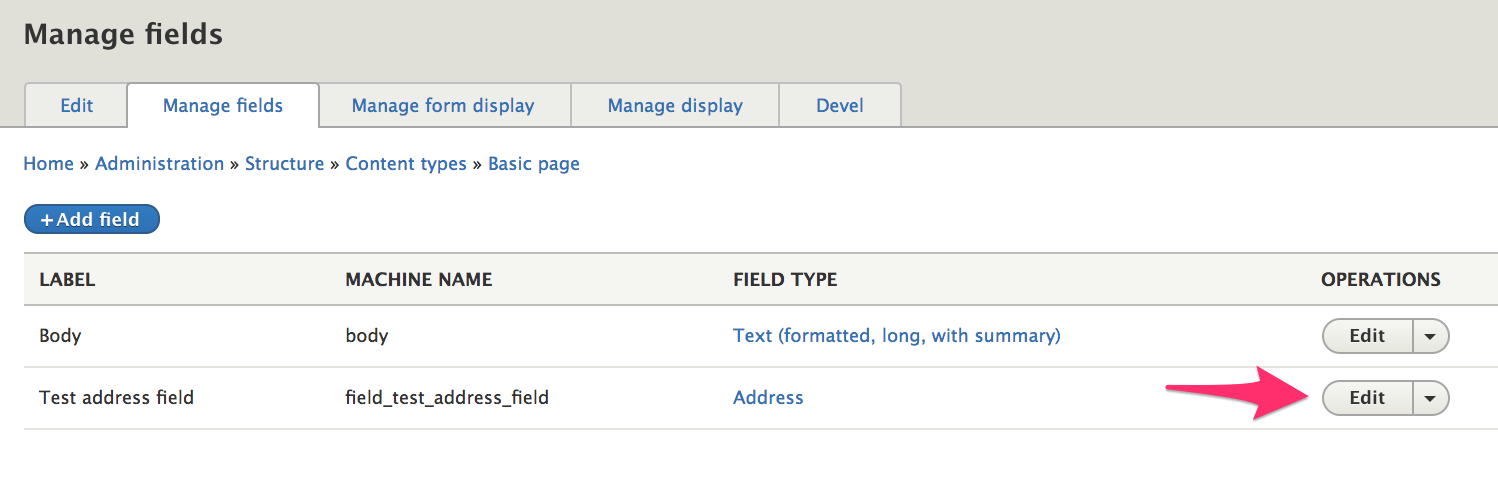 Manage fields
Edit Manage fields Manage form display Manage display Devel
Home » Administration » Structure » Content types » Basic page
+Add field
LABEL MACHINE NAME FIELD TYPE OPERATIONS
Body body Text (formatted, long, with summary) Edit
Test address field field_test_address_field Address Edit